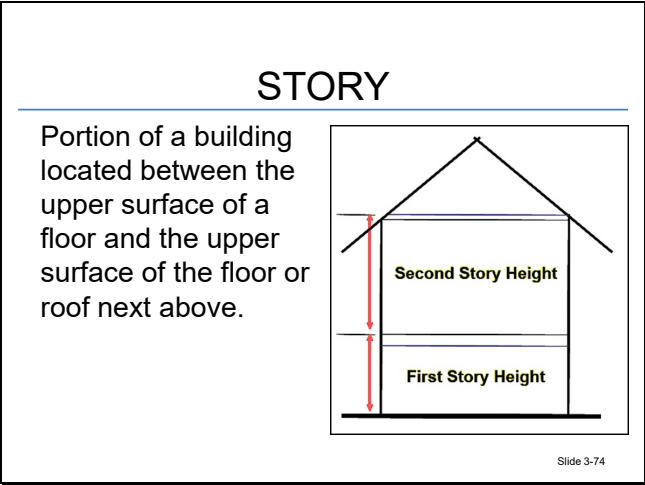 STORY
Portion of a building
located between the
upper surface of a
floor and the upper
surface of the floor or
roof next above.
Second Story Height
First Story Height
Slide 3-74